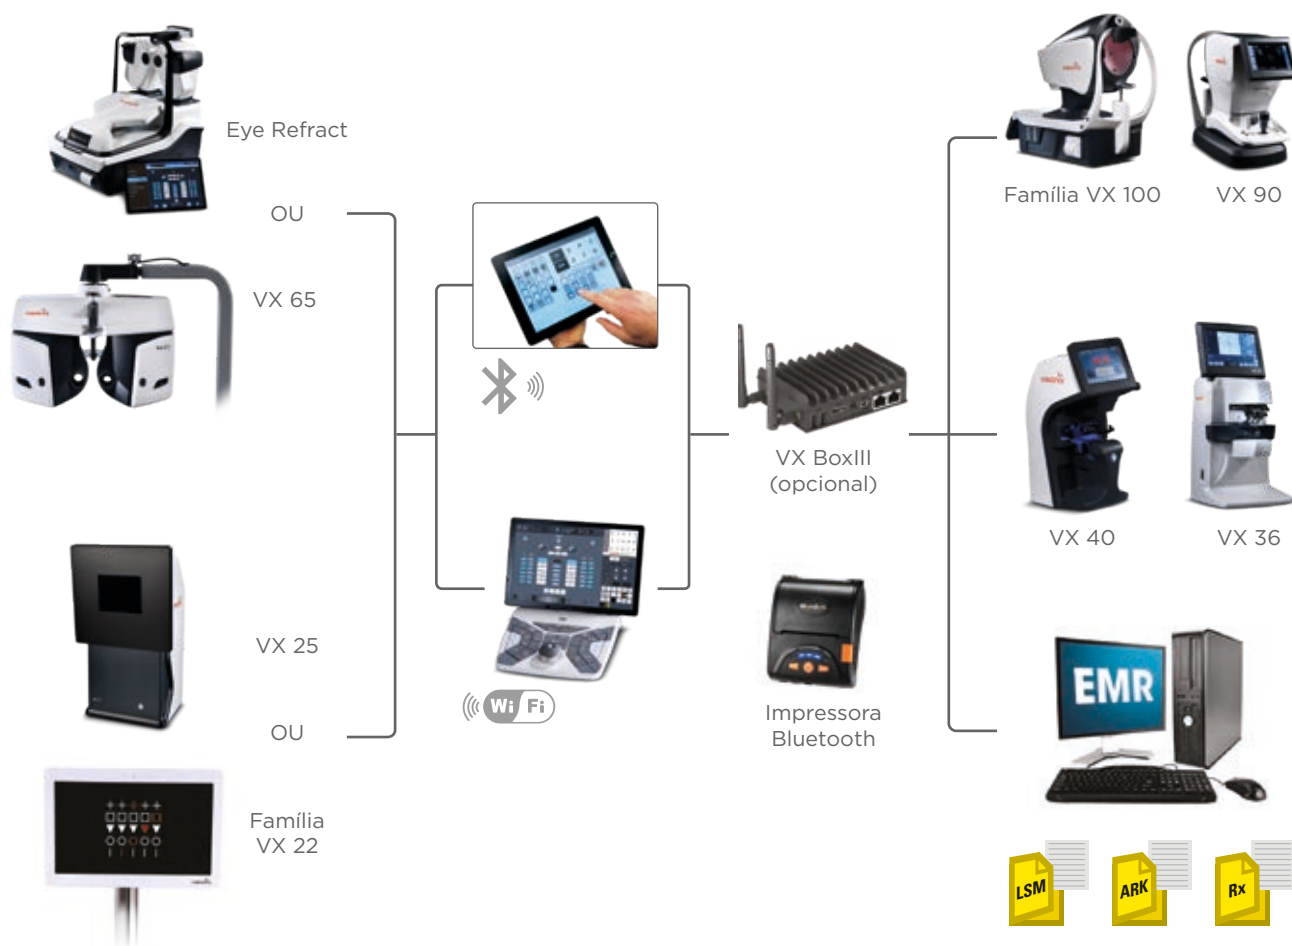 Eye Refract
OU
VX 65
VX 25
OU
Família
VX 22
Wi Fi
VX BoxIII
(opcional)
Impressora
Bluetooth
Família VX 100
VX 90
VX 40
VX 36
EMR
LSM
ARK
Rx